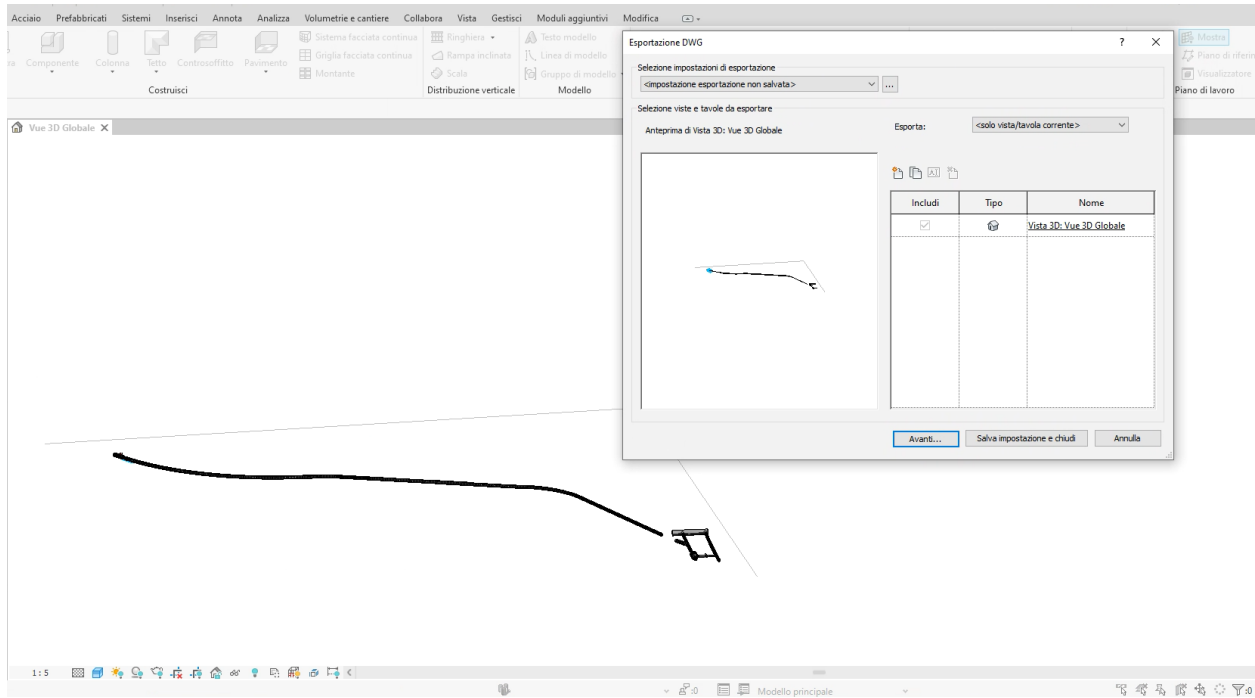 Acciaio Prefabbricati Sistemi Inserisci Annota Analizza Volumetrie e cantiere Collabora Vista Gestisci Moduli aggiuntivi Modifica
Componente Colonna Tetto Controsoffitto Pavimento
Sistema facciata continua
Griglia facciata continua
Montante
Ringhiera
Rampa inclinata
Scala
Testo modello
Linea di modello
Gruppo di modello
Costruisci Distribuzione verticale Modello
Mostra
Piano di
Visualizzatore
Piano di lavoro
Vue 3D Globale
Esportazione DWG
Selezione impostazioni di esportazione
<impostazione esportazione non salvata>
...
Selezione viste e tavole da esportare
Anteprima di Vista 3D: Vue 3D Globale
Esporta: <solo vista/tavola corrente>
Includi Tipo Nome
Vista 3D: Vue 3D Globale
Avanti... Salva impostazione e chiudi Annulla
1 : 5
:0 Modello principale :0